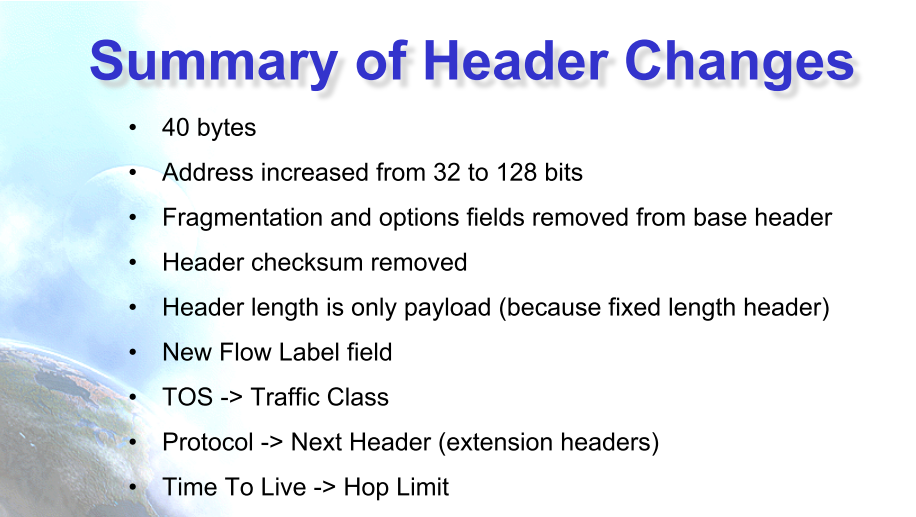 Summary of Header Changes
• 40 bytes
• Address increased from 32 to 128 bits
• Fragmentation and options fields removed from base header
• Header checksum removed
• Header length is only payload (because fixed length header)
• New Flow Label field
• TOS -> Traffic Class
• Protocol -> Next Header (extension headers)
• Time To Live -> Hop Limit